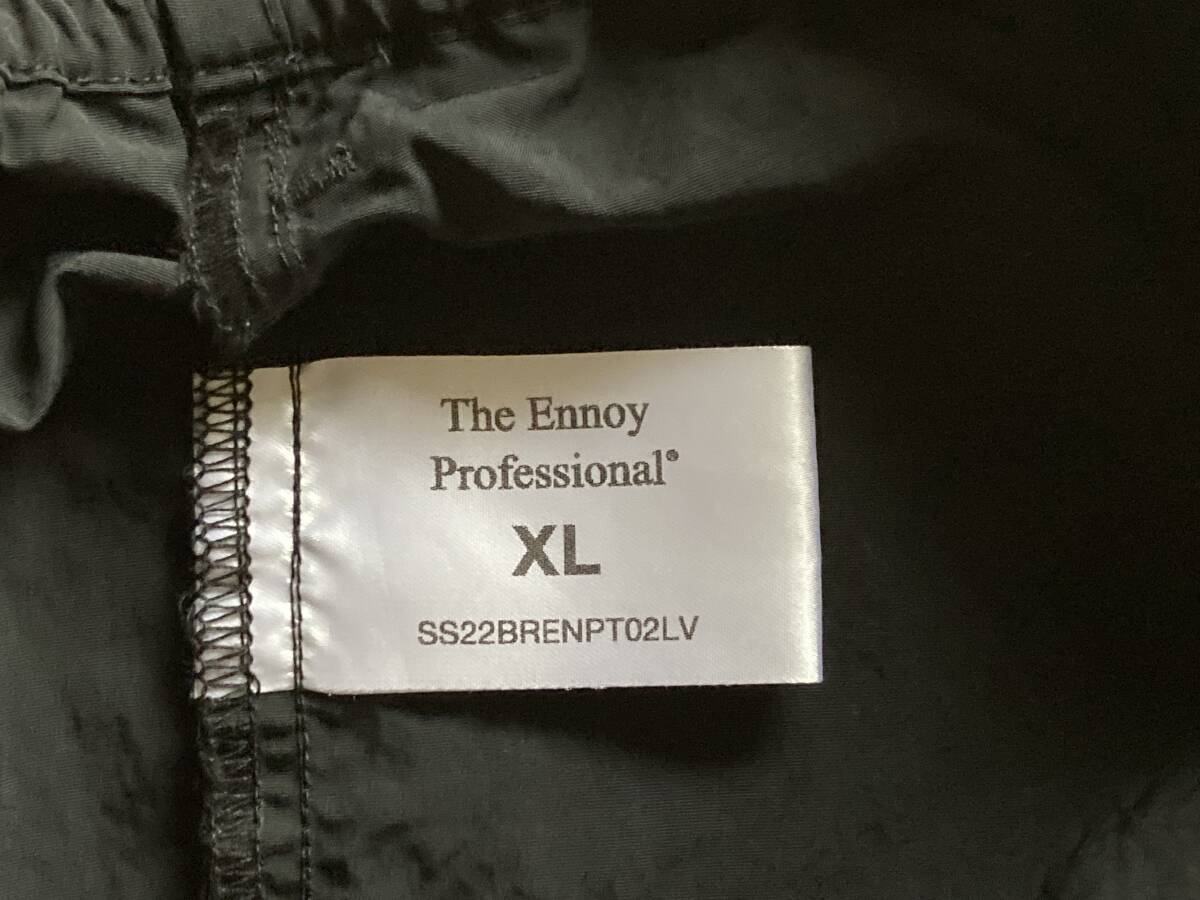 The Ennoy
Professional®
XL
SS22BRENPT02LV